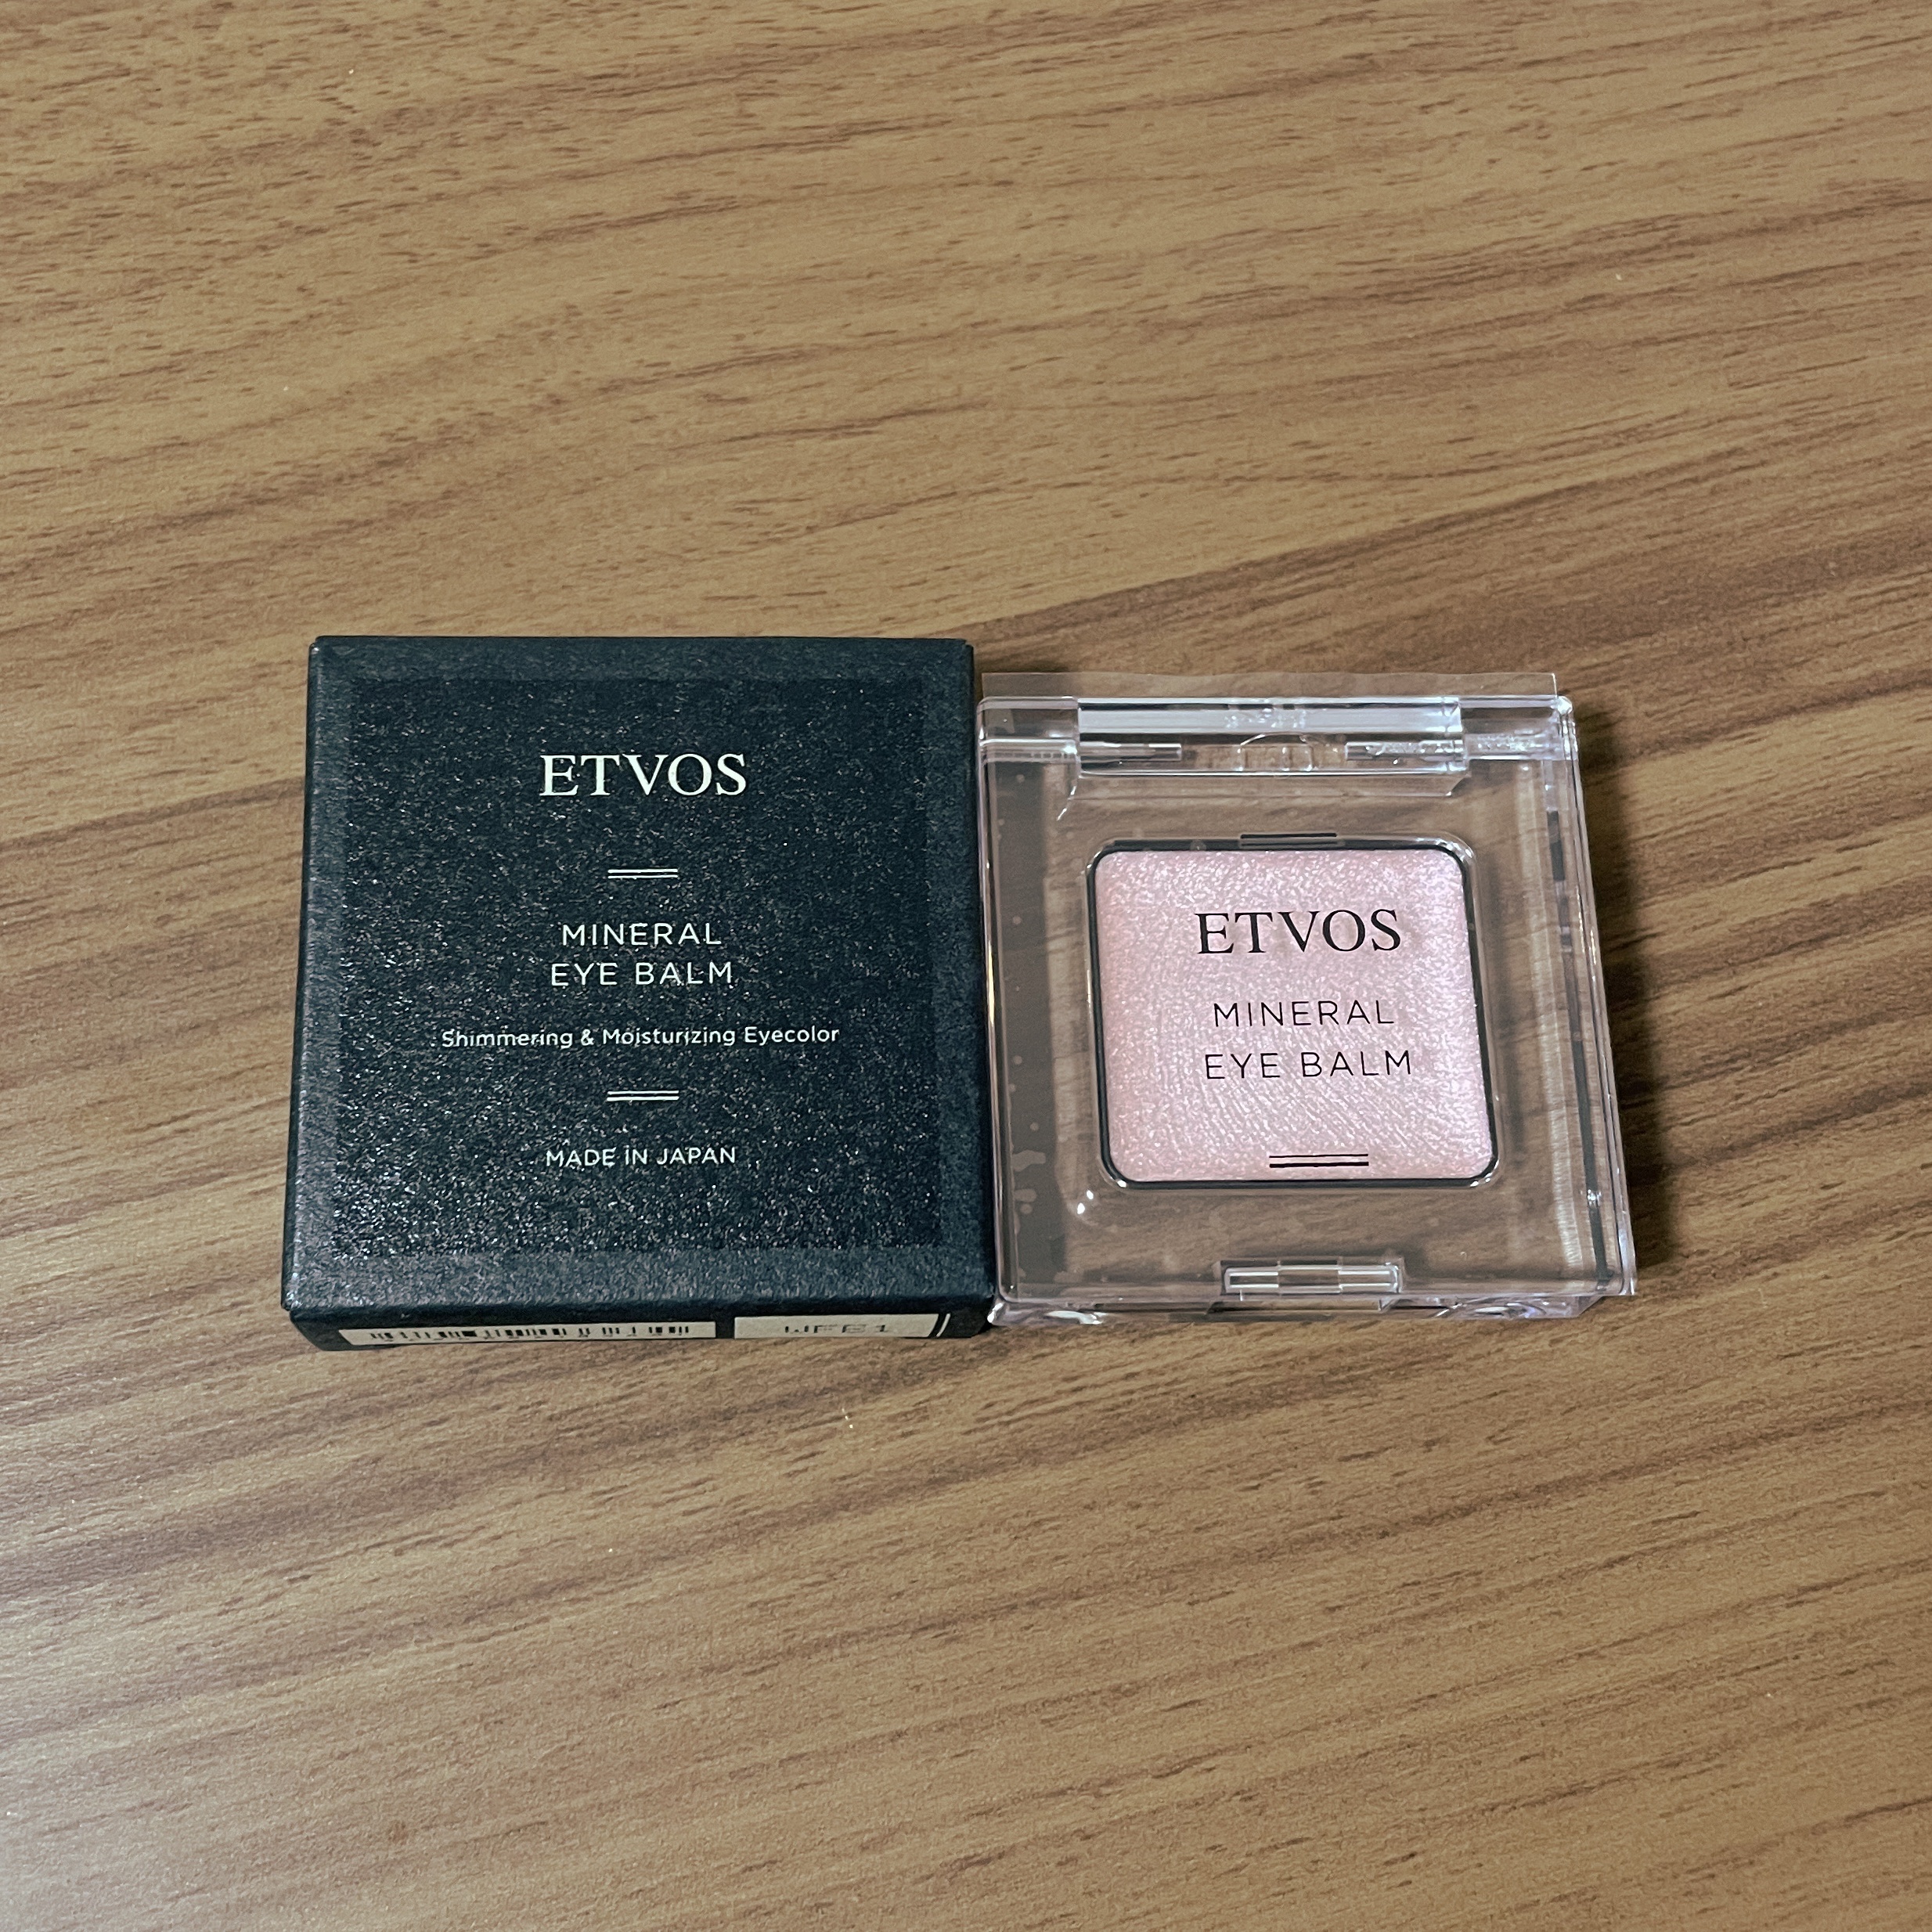 ETVOS
MINERAL
EYE BALM
Shimmering & Moisturizing Eyecolor
MADE IN JAPAN
ETVOS
MINERAL
EYE BALM